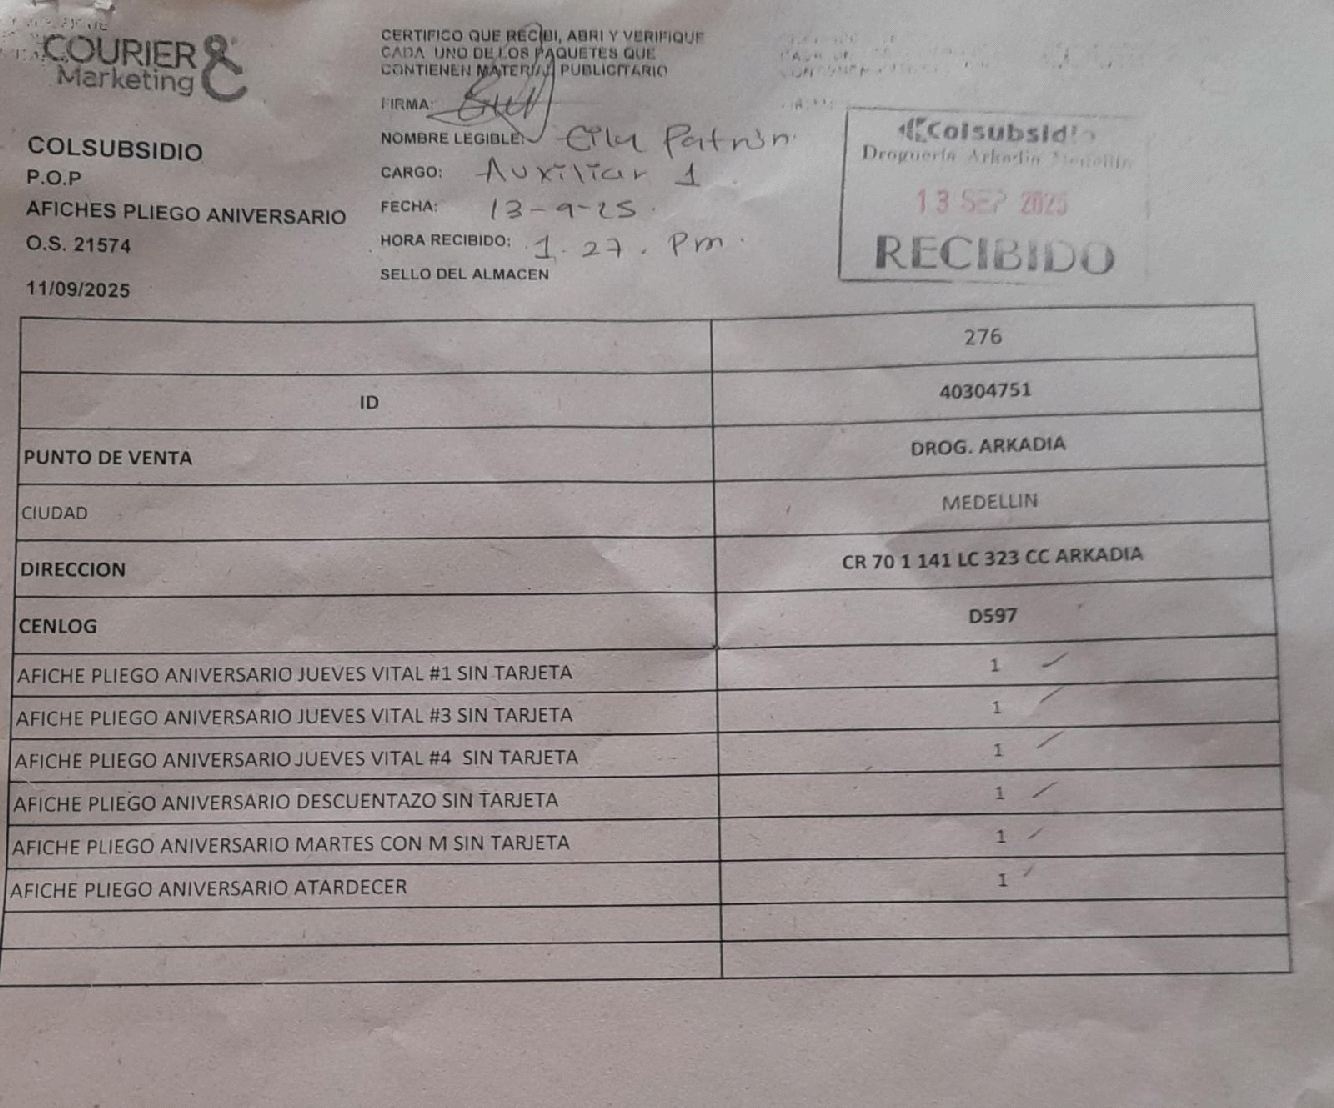 COURIER &
Marketing
COLSUBSIDIO
P.O.P
AFICHES PLIEGO ANIVERSARIO
O.S. 21574
11/09/2025
CERTIFICO QUE RECIBI, ABRI Y VERIFIQUE
CADA UNO DE LOS PAQUETES QUE
CONTIENEN MATERIAL PUBLICITARIO
FIRMA:
NOMBRE LEGIBLE: Patrón
CARGO: Auxiliar 1
FECHA: 13-9-25.
HORA RECIBIDO: 1.27. Pm.
SELLO DEL ALMACEN
Colsubsidio
Droguería Arkadia Medellín
13 SEP 2025
RECIBIDO
276
ID 40304751
PUNTO DE VENTA DROG. ARKADIA
CIUDAD MEDELLIN
DIRECCION CR 70 1 141 LC 323 CC ARKADIA
CENLOG D597
AFICHE PLIEGO ANIVERSARIO JUEVES VITAL #1 SIN TARJETA 1
AFICHE PLIEGO ANIVERSARIO JUEVES VITAL #3 SIN TARJETA 1
AFICHE PLIEGO ANIVERSARIO JUEVES VITAL #4 SIN TARJETA 1
AFICHE PLIEGO ANIVERSARIO DESCUENTAZO SIN TARJETA 1
AFICHE PLIEGO ANIVERSARIO MARTES CON M SIN TARJETA 1
AFICHE PLIEGO ANIVERSARIO ATARDECER 1